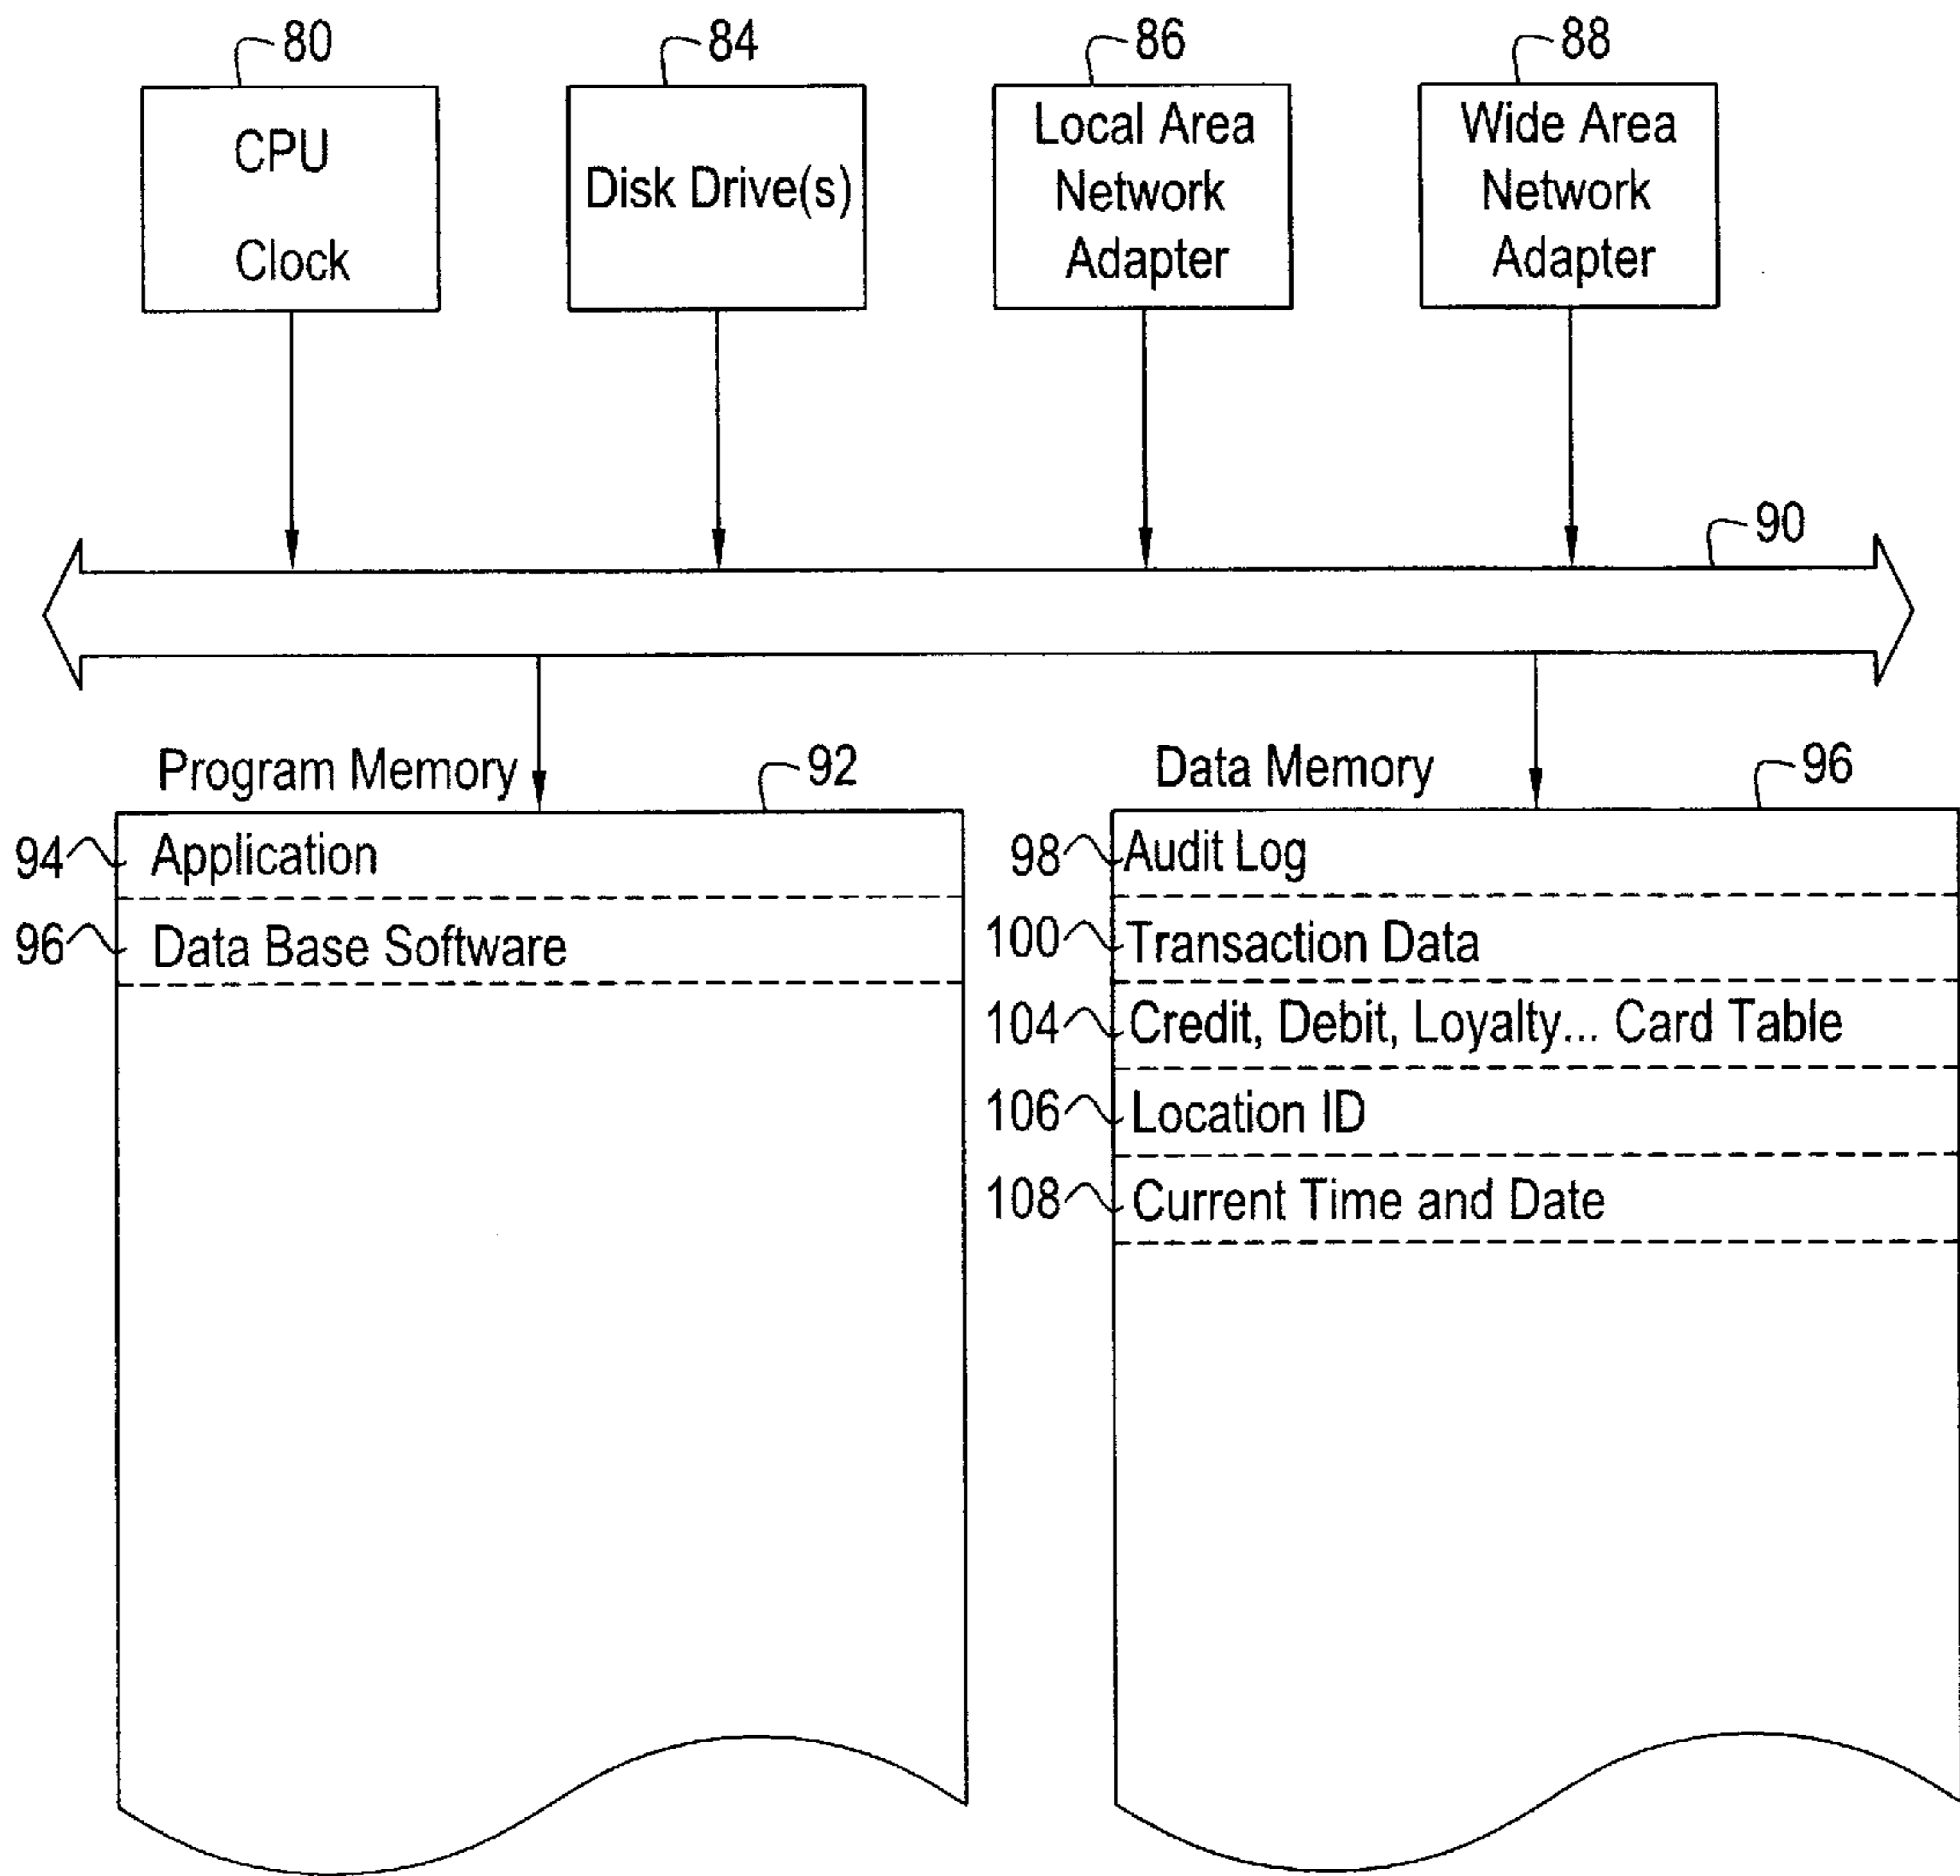 80
84
86
88
CPU
Clock
Disk Drive(s)
Local Area
Network
Adapter
Wide Area
Network
Adapter
90
Program Memory
92
94 Application
96 Data Base Software
Data Memory
96
98 Audit Log
100 Transaction Data
104 Credit, Debit, Loyalty... Card Table
106 Location ID
108 Current Time and Date